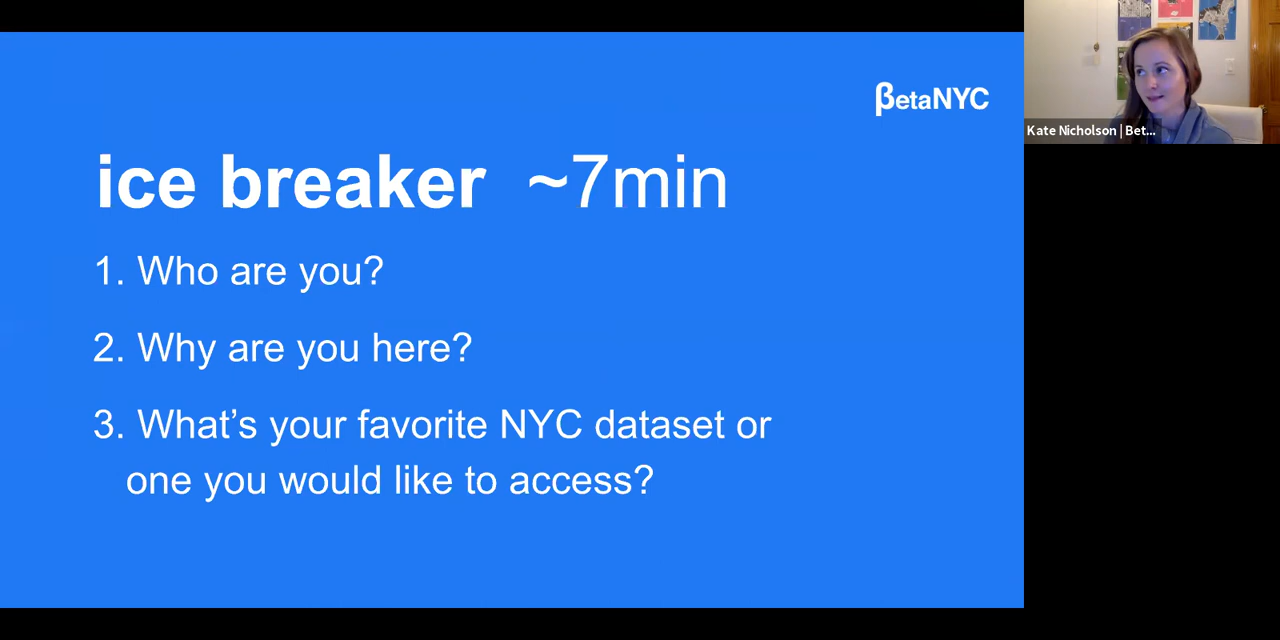 βetaNYC
ice breaker ~7min
1. Who are you?
2. Why are you here?
3. What's your favorite NYC dataset or
one you would like to access?
Kate Nicholson | Bet...